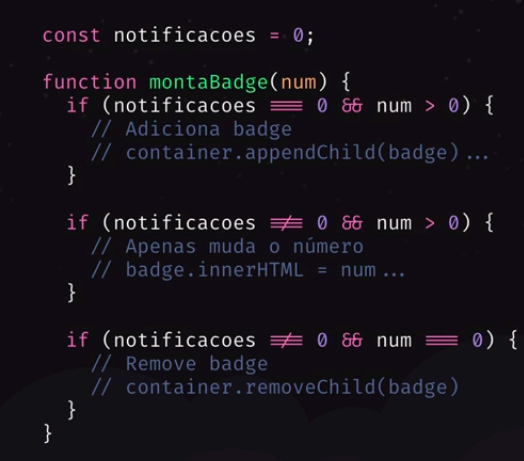 const notificacoes = 0;
function montaBadge(num) {
if (notificacoes === 0 && num > 0) {
// Adiciona badge
// container.appendChild(badge)...
}
if (notificacoes !== 0 && num > 0) {
// Apenas muda o número
// badge.innerHTML = num...
}
if (notificacoes !== 0 && num === 0) {
// Remove badge
// container.removeChild(badge)
}
}